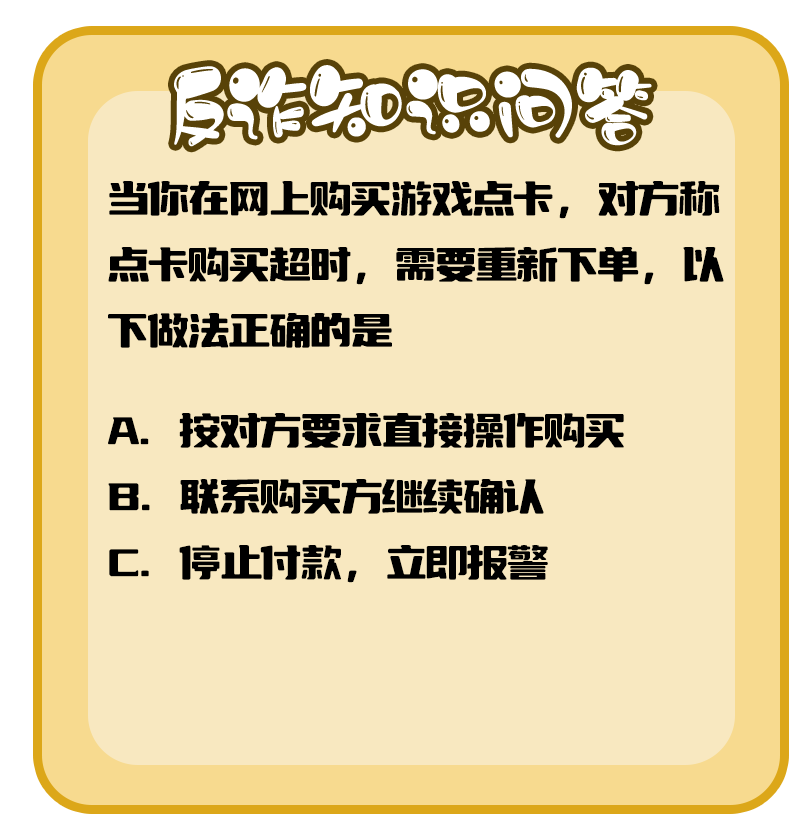 反诈知识问答
当你在网上购买游戏点卡，对方称
点卡购买超时，需要重新下单，以
下做法正确的是
A. 按对方要求直接操作购买
B. 联系购买方继续确认
C. 停止付款，立即报警